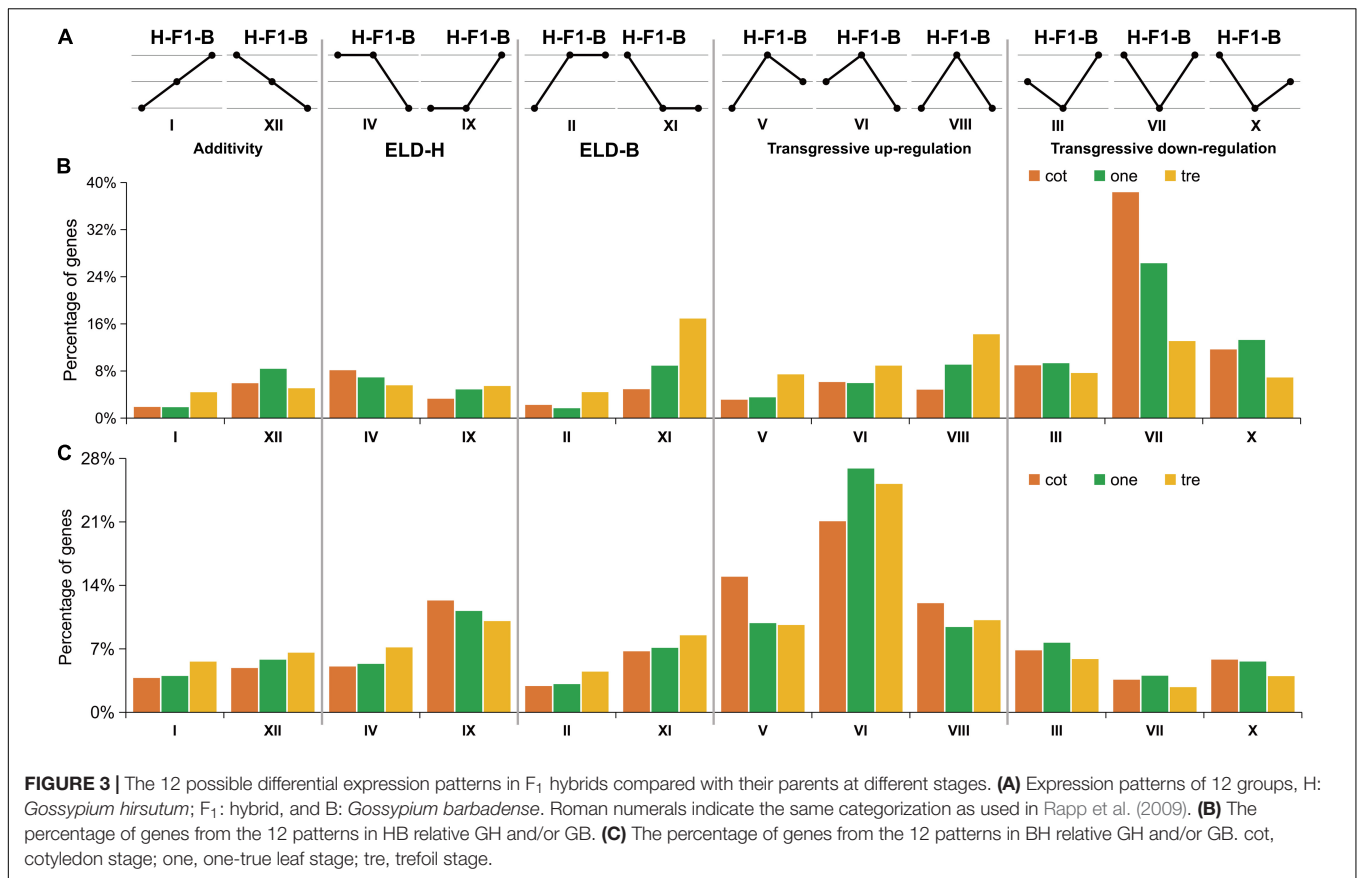 A
H-F1-B H-F1-B H-F1-B H-F1-B H-F1-B H-F1-B H-F1-B H-F1-B H-F1-B H-F1-B H-F1-B H-F1-B
I XII IV IX II XI V VI VIII III VII X
Additivity ELD-H ELD-B Transgressive up-regulation Transgressive down-regulation
B
cot one tre
Percentage of genes
40%
32%
24%
16%
8%
0%
I XII IV IX II XI V VI VIII III VII X
C
cot one tre
Percentage of genes
28%
21%
14%
7%
0%
I XII IV IX II XI V VI VIII III VII X
FIGURE 3 | The 12 possible differential expression patterns in F1 hybrids compared with their parents at different stages. (A) Expression patterns of 12 groups, H:
Gossypium hirsutum; F1: hybrid, and B: Gossypium barbadense. Roman numerals indicate the same categorization as used in Rapp et al. (2009). (B) The
percentage of genes from the 12 patterns in HB relative GH and/or GB. (C) The percentage of genes from the 12 patterns in BH relative GH and/or GB. cot,
cotyledon stage; one, one-true leaf stage; tre, trefoil stage.